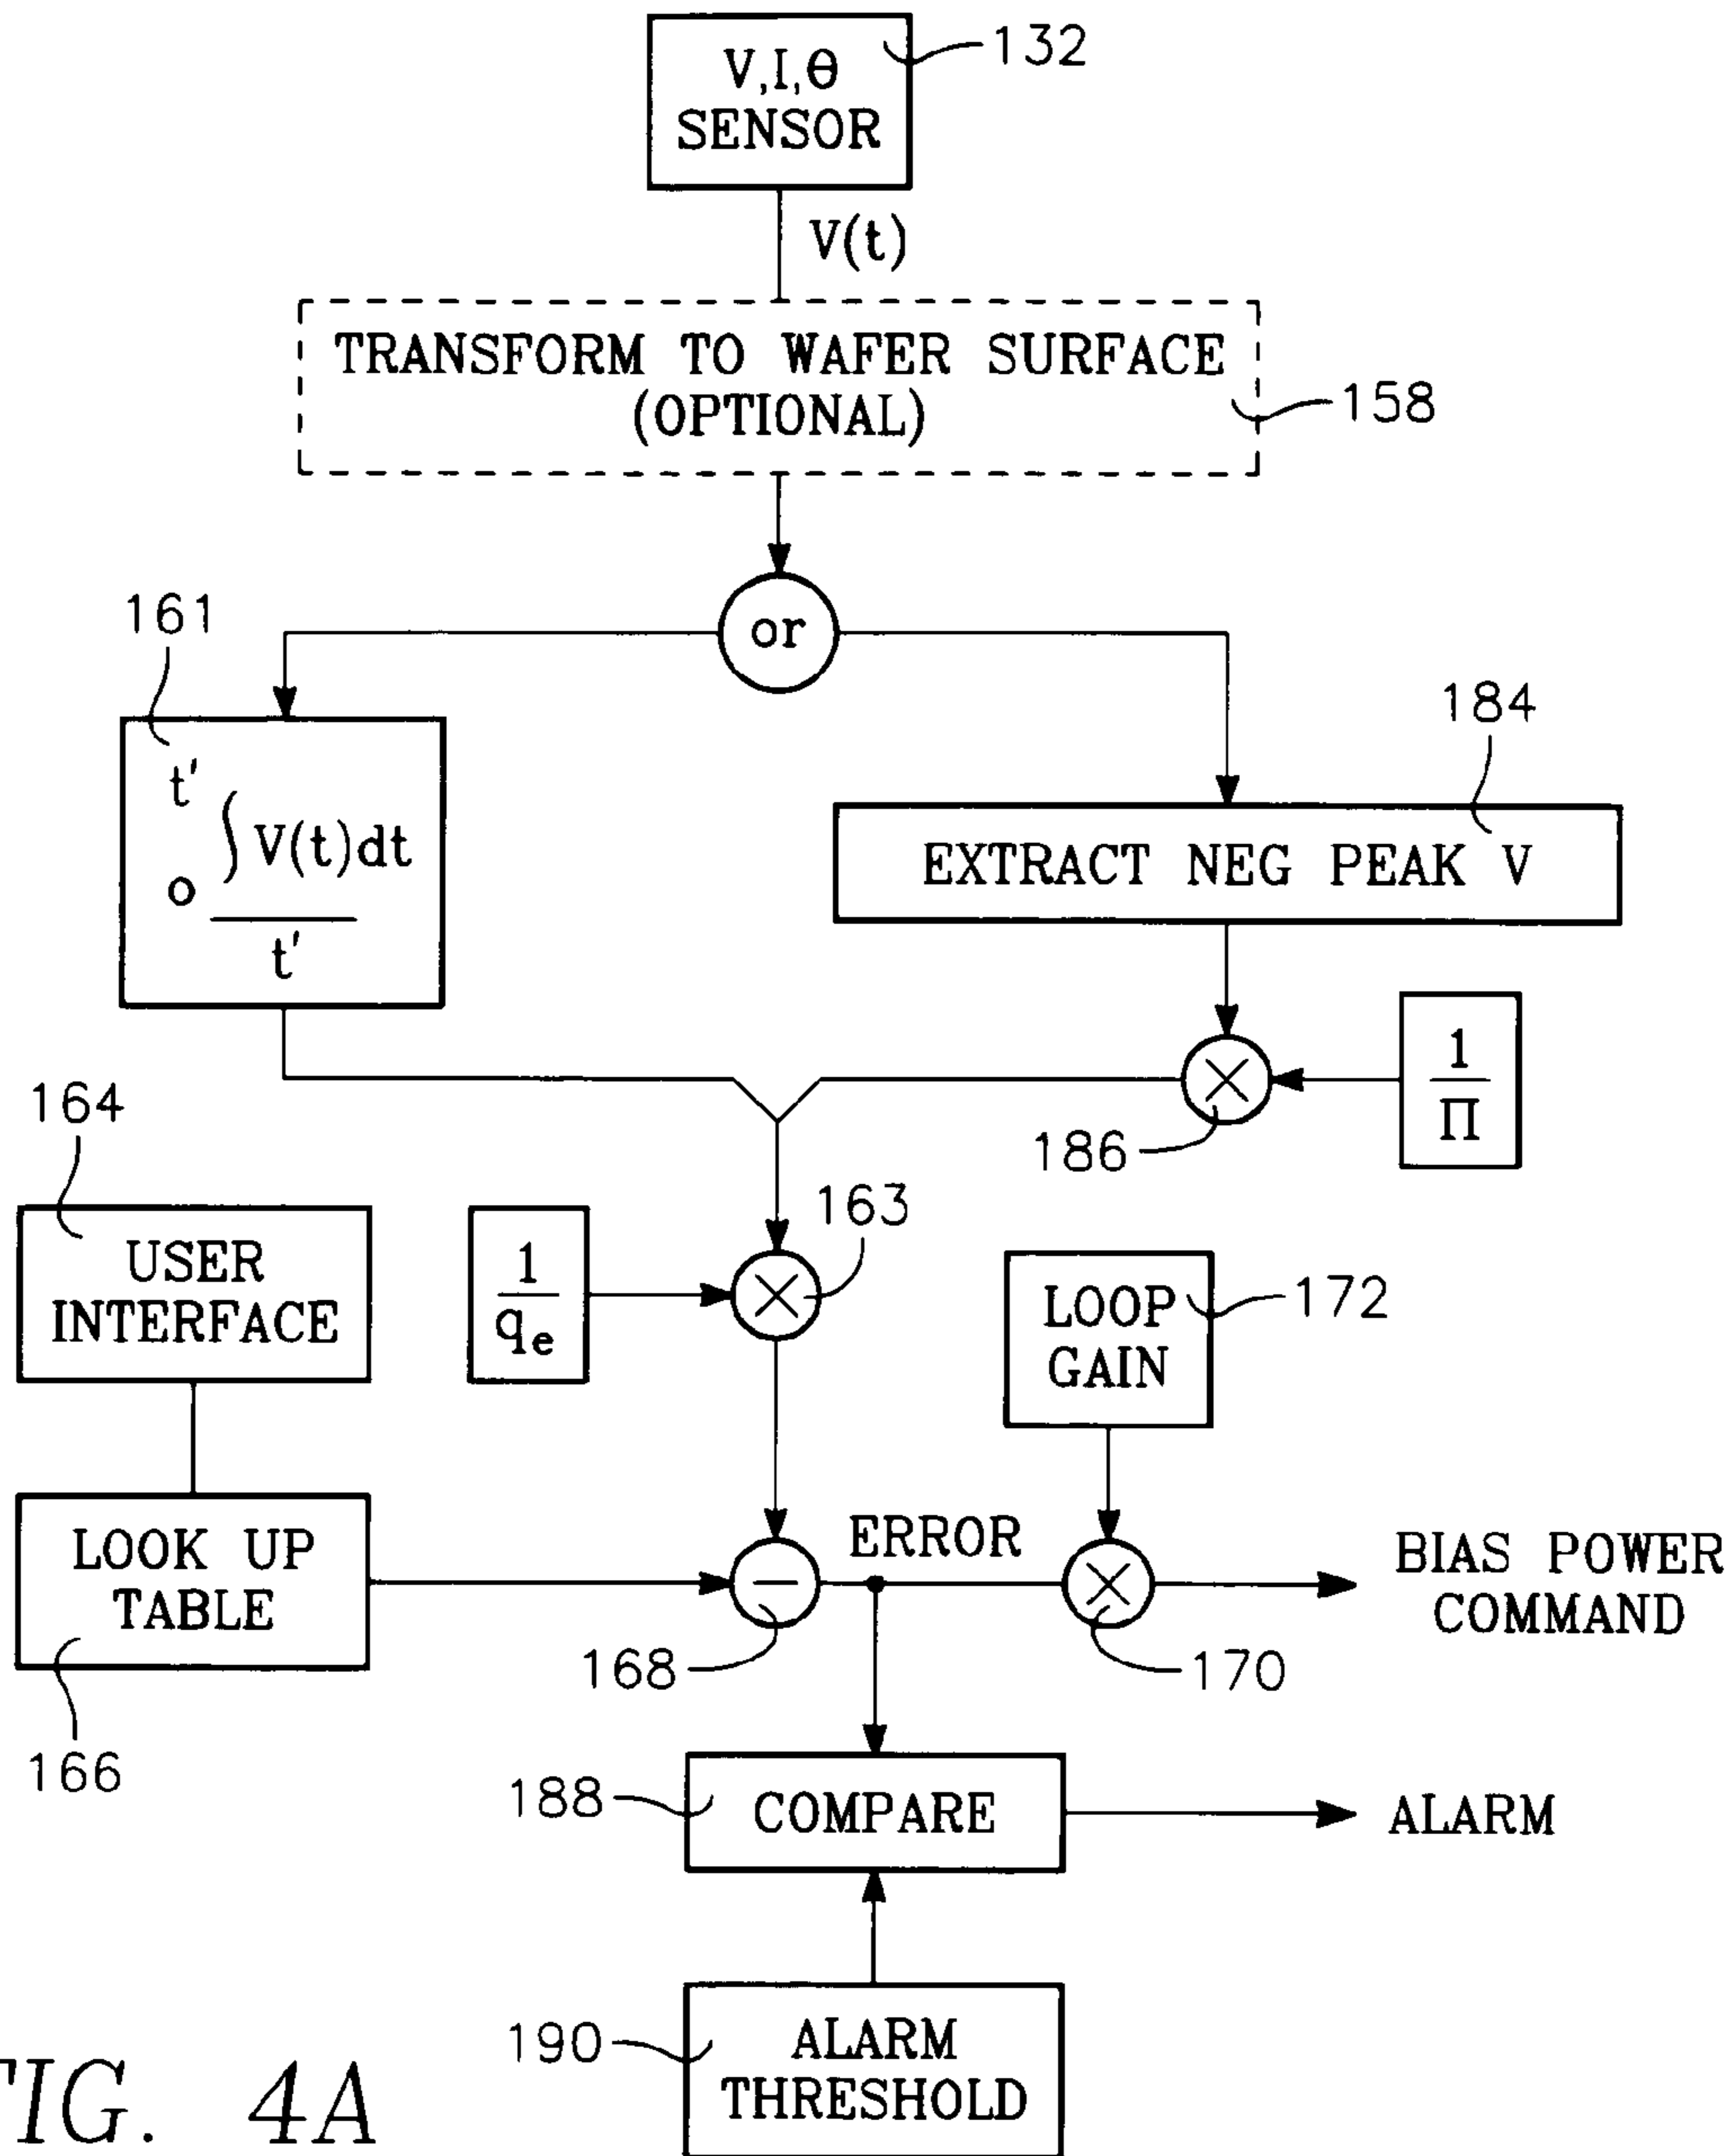 V,I,θ
SENSOR
132
V(t)
TRANSFORM TO WAFER SURFACE
(OPTIONAL)
158
or
161
t'
∫ V(t)dt
o
t'
184
EXTRACT NEG PEAK V
1
Π
186
164
USER
INTERFACE
1
qe
163
LOOP
GAIN
172
LOOK UP
TABLE
166
168
ERROR
170
BIAS POWER
COMMAND
188
COMPARE
ALARM
190
ALARM
THRESHOLD
FIG. 4A